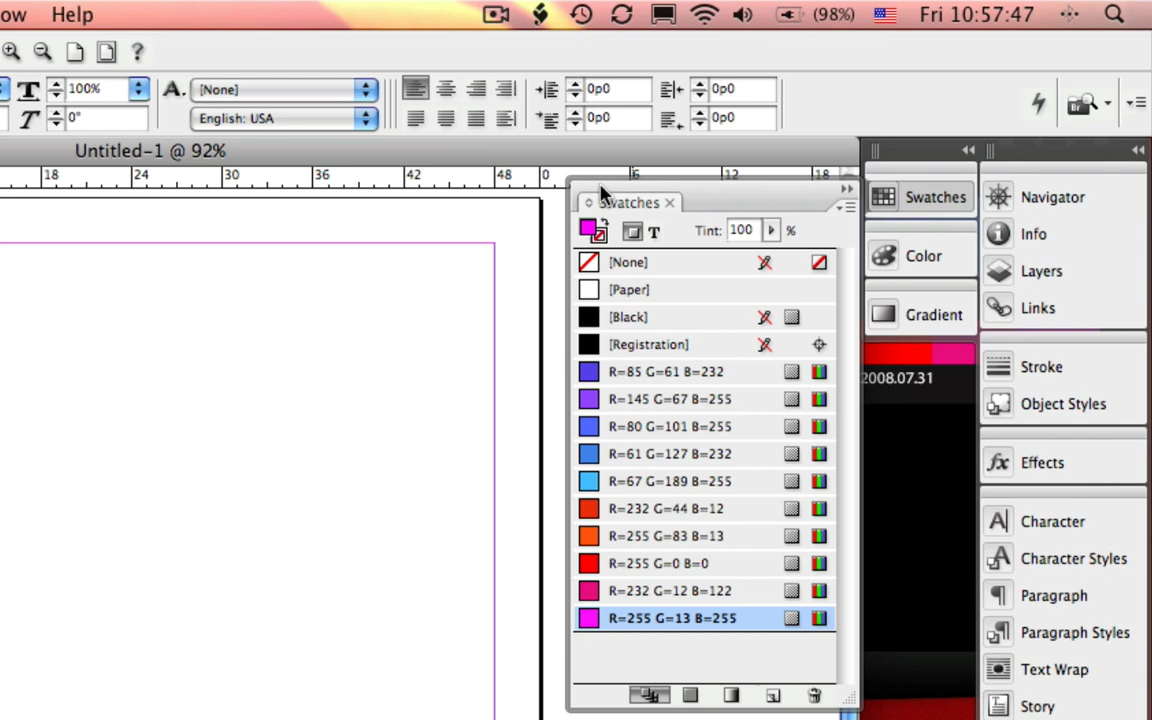 ow Help (98%) Fri 10:57:47
?
T 100% A. [None] 0p0 0p0
T 0° English: USA 0p0 0p0
Br
Untitled-1 @ 92%
18 24 30 36 42 48 0 6 12 18
Swatches
T Tint: 100 %
[None]
[Paper]
[Black]
[Registration]
R=85 G=61 B=232
R=145 G=67 B=255
R=80 G=101 B=255
R=61 G=127 B=232
R=67 G=189 B=255
R=232 G=44 B=12
R=255 G=83 B=13
R=255 G=0 B=0
R=232 G=12 B=122
R=255 G=13 B=255
Swatches
Color
Gradient
2008.07.31
Navigator
Info
Layers
Links
Stroke
Object Styles
fx Effects
Character
Character Styles
Paragraph
Paragraph Styles
Text Wrap
Story